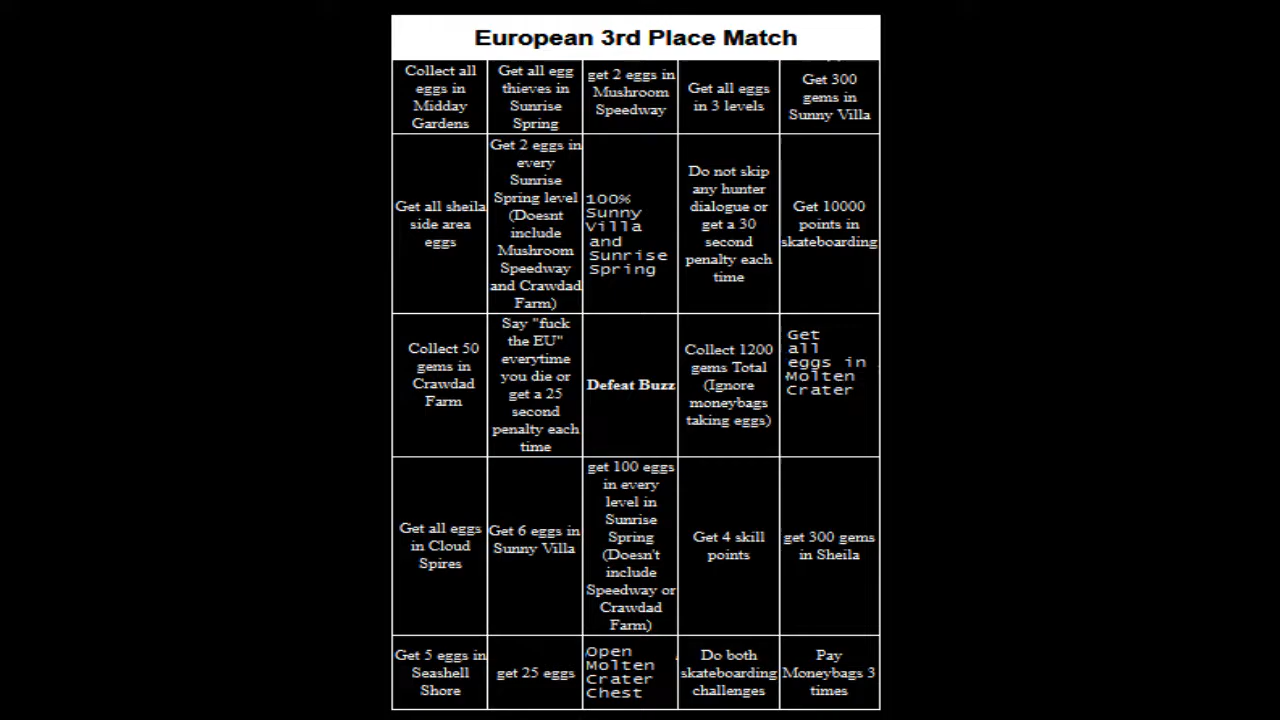 European 3rd Place Match
Collect all
eggs in
Midday
Gardens
Get all egg
thieves in
Sunrise
Spring
get 2 eggs in
Mushroom
Speedway
Get all eggs
in 3 levels
Get 300
gems in
Sunny Villa
Get all sheila
side area
eggs
Get 2 eggs in
every
Sunrise
Spring level
(Doesnt
include
Mushroom
Speedway
and Crawdad
Farm)
100%
Sunny
Villa
and
Sunrise
Spring
Do not skip
any hunter
dialogue or
get a 30
second
penalty each
time
Get 10000
points in
skateboarding
Collect 50
gems in
Crawdad
Farm
Say "fuck
the EU"
everytime
you die or
get a 25
second
penalty each
time
Defeat Buzz
Collect 1200
gems Total
(Ignore
moneybags
taking eggs)
Get
all
eggs in
Molten
Crater
Get all eggs
in Cloud
Spires
Get 6 eggs in
Sunny Villa
get 100 eggs
in every
level in
Sunrise
Spring
(Doesn't
include
Speedway or
Crawdad
Farm)
Get 4 skill
points
get 300 gems
in Sheila
Get 5 eggs in
Seashell
Shore
get 25 eggs
Open
Molten
Crater
Chest
Do both
skateboarding
challenges
Pay
Moneybags 3
times